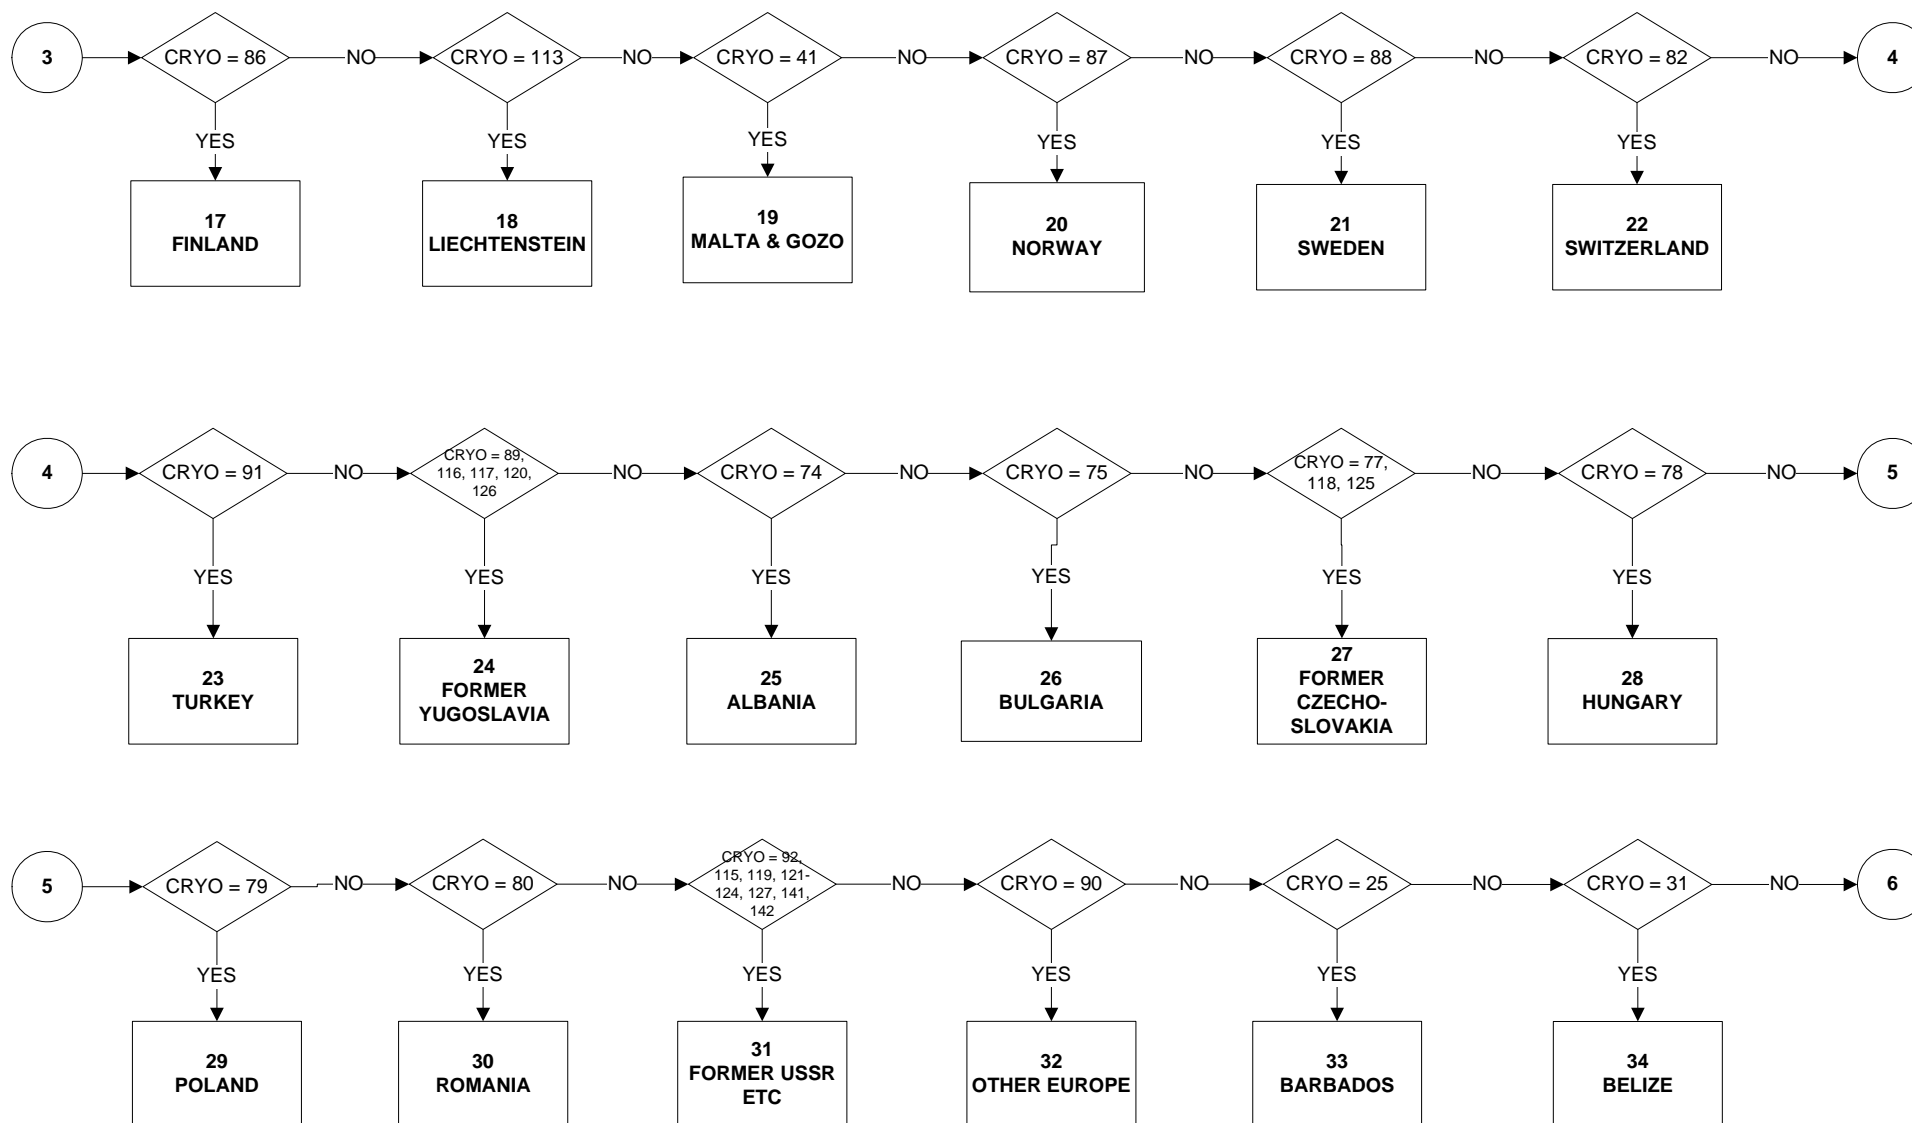 3
CRYO = 86
NO
CRYO = 113
NO
CRYO = 41
NO
CRYO = 87
NO
CRYO = 88
NO
CRYO = 82
NO
4
YES
YES
YES
YES
YES
YES
17
FINLAND
18
LIECHTENSTEIN
19
MALTA & GOZO
20
NORWAY
21
SWEDEN
22
SWITZERLAND
4
CRYO = 91
NO
CRYO = 89,
116, 117, 120,
126
NO
CRYO = 74
NO
CRYO = 75
NO
CRYO = 77,
118, 125
NO
CRYO = 78
NO
5
YES
YES
YES
YES
YES
YES
23
TURKEY
24
FORMER
YUGOSLAVIA
25
ALBANIA
26
BULGARIA
27
FORMER
CZECHO-
SLOVAKIA
28
HUNGARY
5
CRYO = 79
NO
CRYO = 80
NO
CRYO = 92,
115, 119, 121-
124, 127, 141,
142
NO
CRYO = 90
NO
CRYO = 25
NO
CRYO = 31
NO
6
YES
YES
YES
YES
YES
YES
29
POLAND
30
ROMANIA
31
FORMER USSR
ETC
32
OTHER EUROPE
33
BARBADOS
34
BELIZE